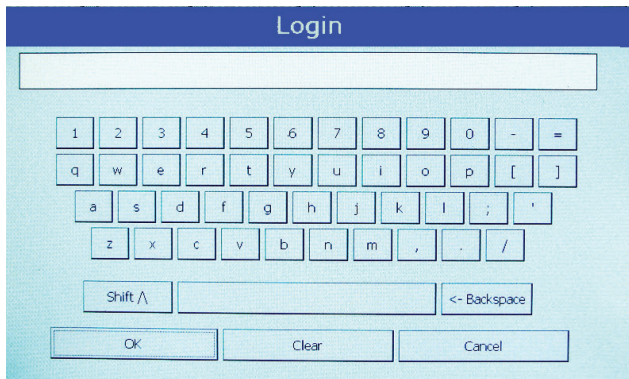 Login
1 2 3 4 5 6 7 8 9 0 - =
q w e r t y u i o p [ ]
a s d f g h j k l ; '
z x c v b n m , . /
Shift /\ <- Backspace
OK Clear Cancel